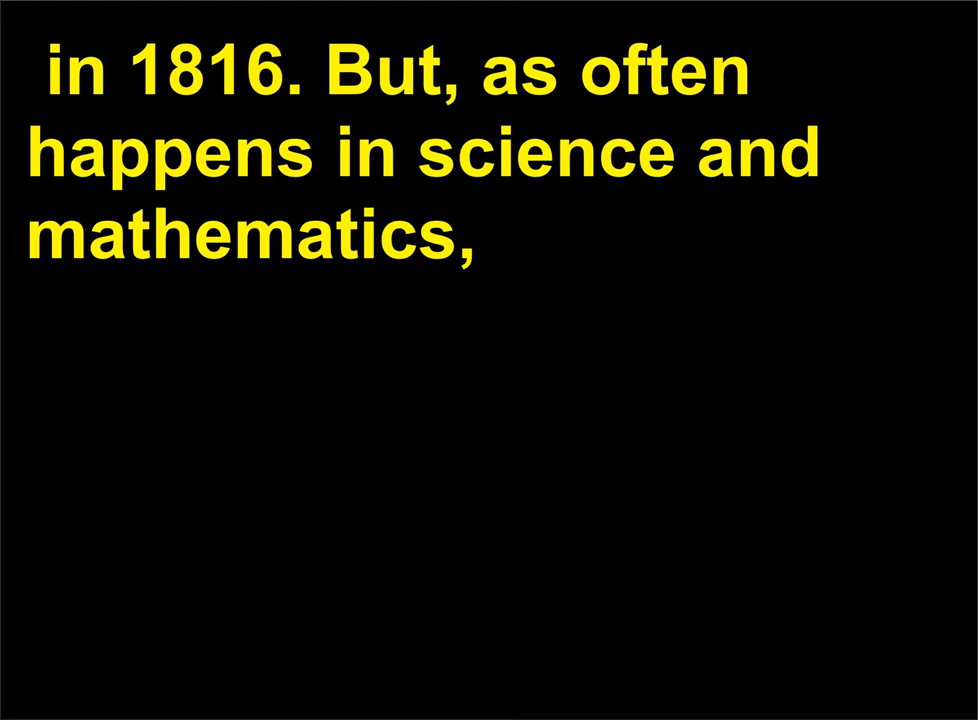 in 1816. But, as often
happens in science and
mathematics,